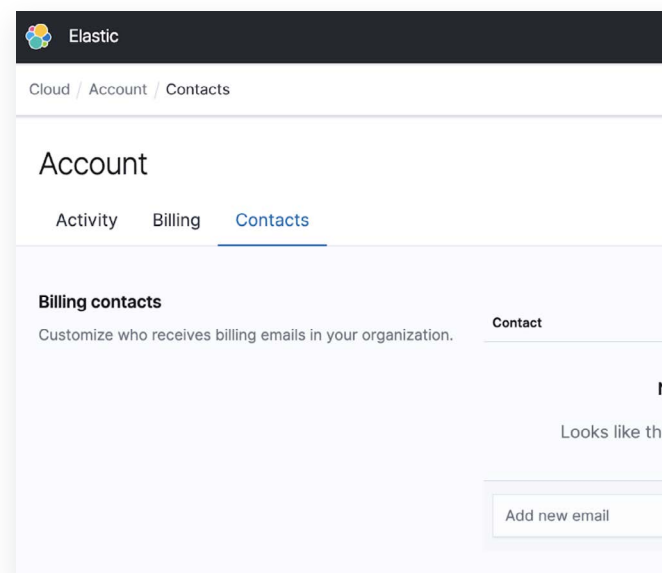 Elastic
Cloud / Account / Contacts
Account
Activity Billing Contacts
Billing contacts
Customize who receives billing emails in your organization.
Contact
Looks like th
Add new email